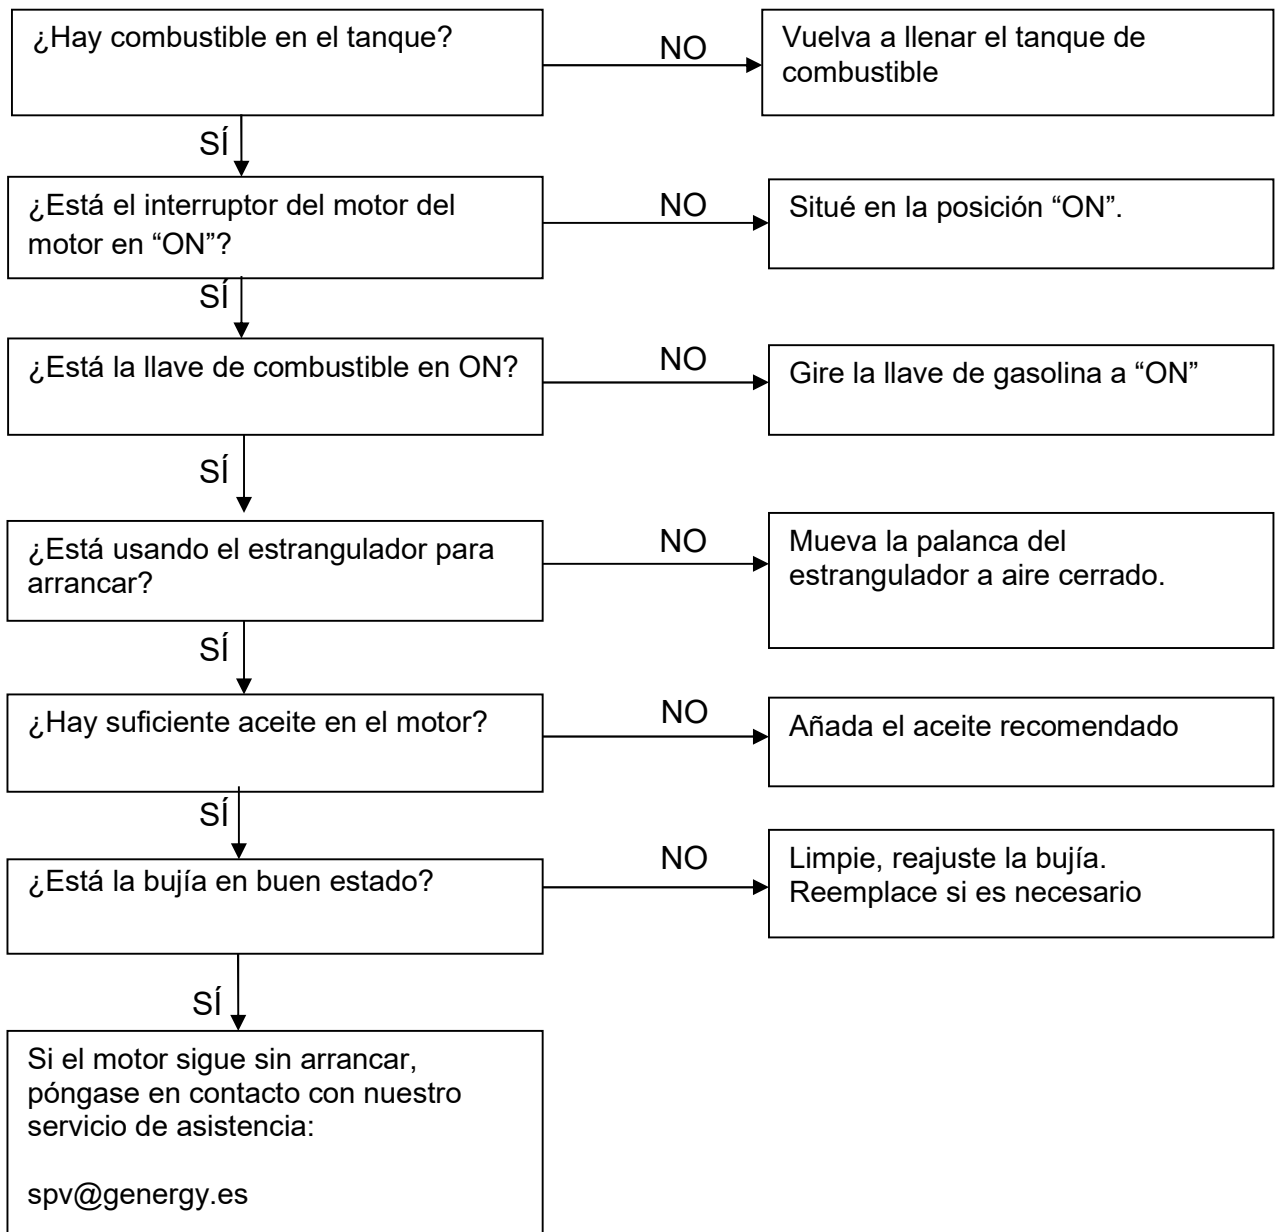 ¿Hay combustible en el tanque?
NO
Vuelva a llenar el tanque de
combustible
SÍ
¿Está el interruptor del motor del
motor en “ON”?
NO
Situé en la posición “ON”.
SÍ
¿Está la llave de combustible en ON?
NO
Gire la llave de gasolina a “ON”
SÍ
¿Está usando el estrangulador para
arrancar?
NO
Mueva la palanca del
estrangulador a aire cerrado.
SÍ
¿Hay suficiente aceite en el motor?
NO
Añada el aceite recomendado
SÍ
¿Está la bujía en buen estado?
NO
Limpie, reajuste la bujía.
Reemplace si es necesario
SÍ
Si el motor sigue sin arrancar,
póngase en contacto con nuestro
servicio de asistencia:
spv@genergy.es